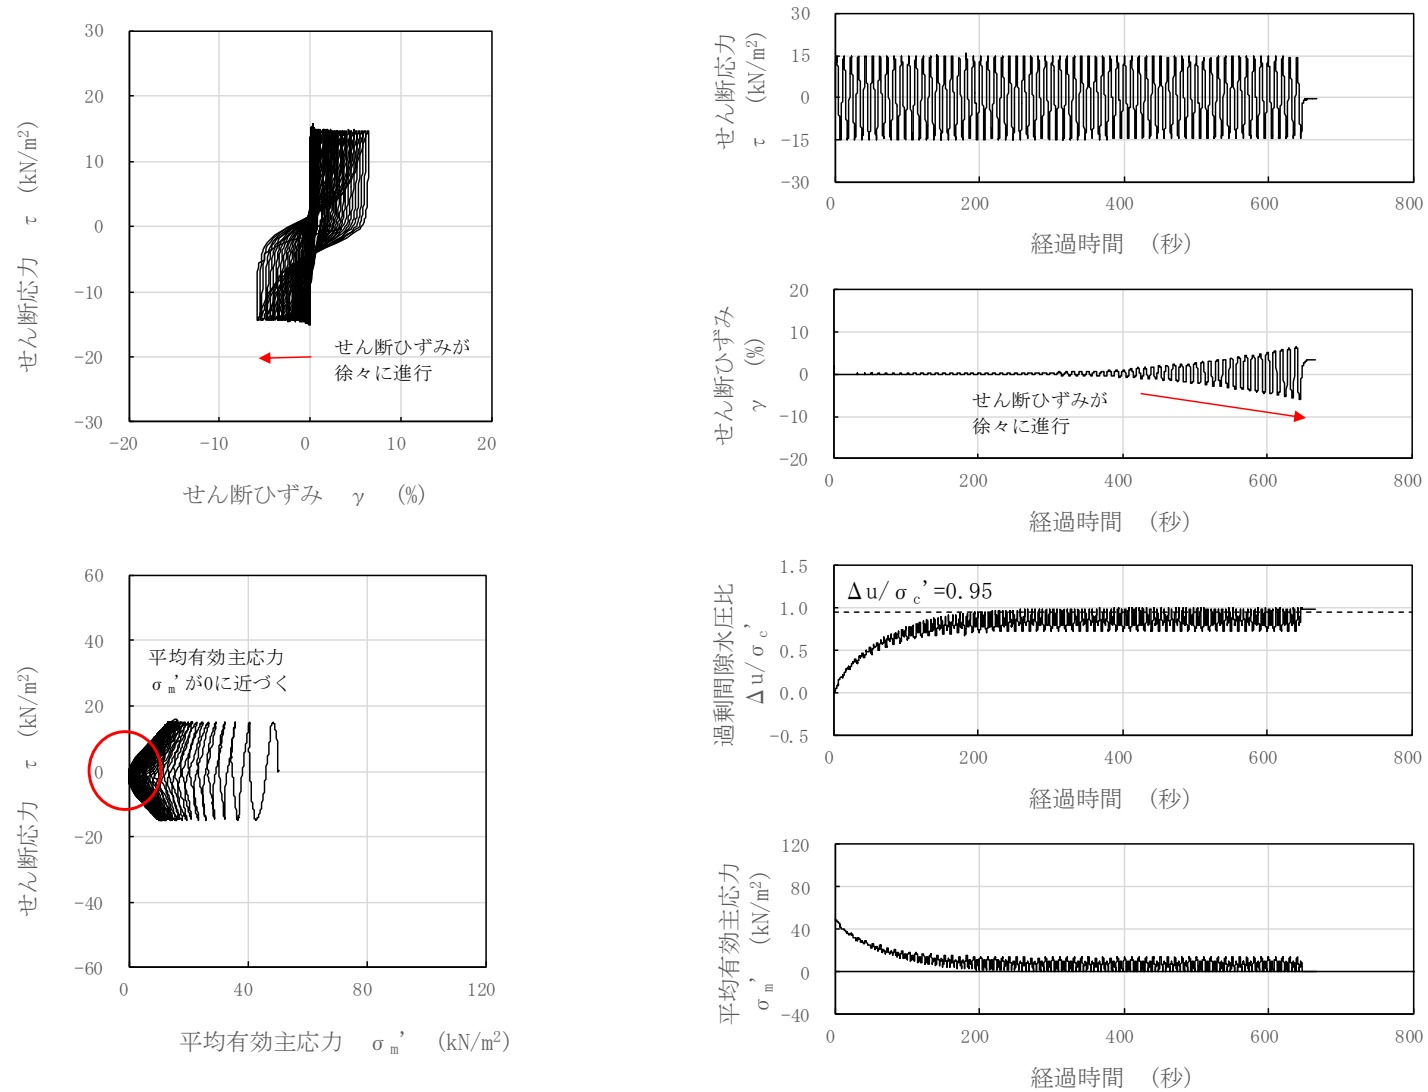 30
20
10
0
-10
-20
-30
-20
-10
0
10
20
せん断応力 τ (kN/m²)
せん断ひずみ γ (%)
せん断ひずみが
徐々に進行
30
15
0
-15
-30
0
200
400
600
800
せん断応力
τ (kN/m²)
経過時間 (秒)
20
10
0
-10
-20
0
200
400
600
800
せん断ひずみ
γ (%)
経過時間 (秒)
せん断ひずみが
徐々に進行
60
40
20
0
-20
-40
-60
0
40
80
120
せん断応力 τ (kN/m²)
平均有効主応力 σm' (kN/m²)
平均有効主応力
σm'が0に近づく
1.5
1.0
0.5
0.0
-0.5
0
200
400
600
800
過剰間隙水圧比
Δu/σc'
経過時間 (秒)
Δu/σc'=0.95
120
80
40
0
-40
0
200
400
600
800
平均有効主応力
σm' (kN/m²)
経過時間 (秒)